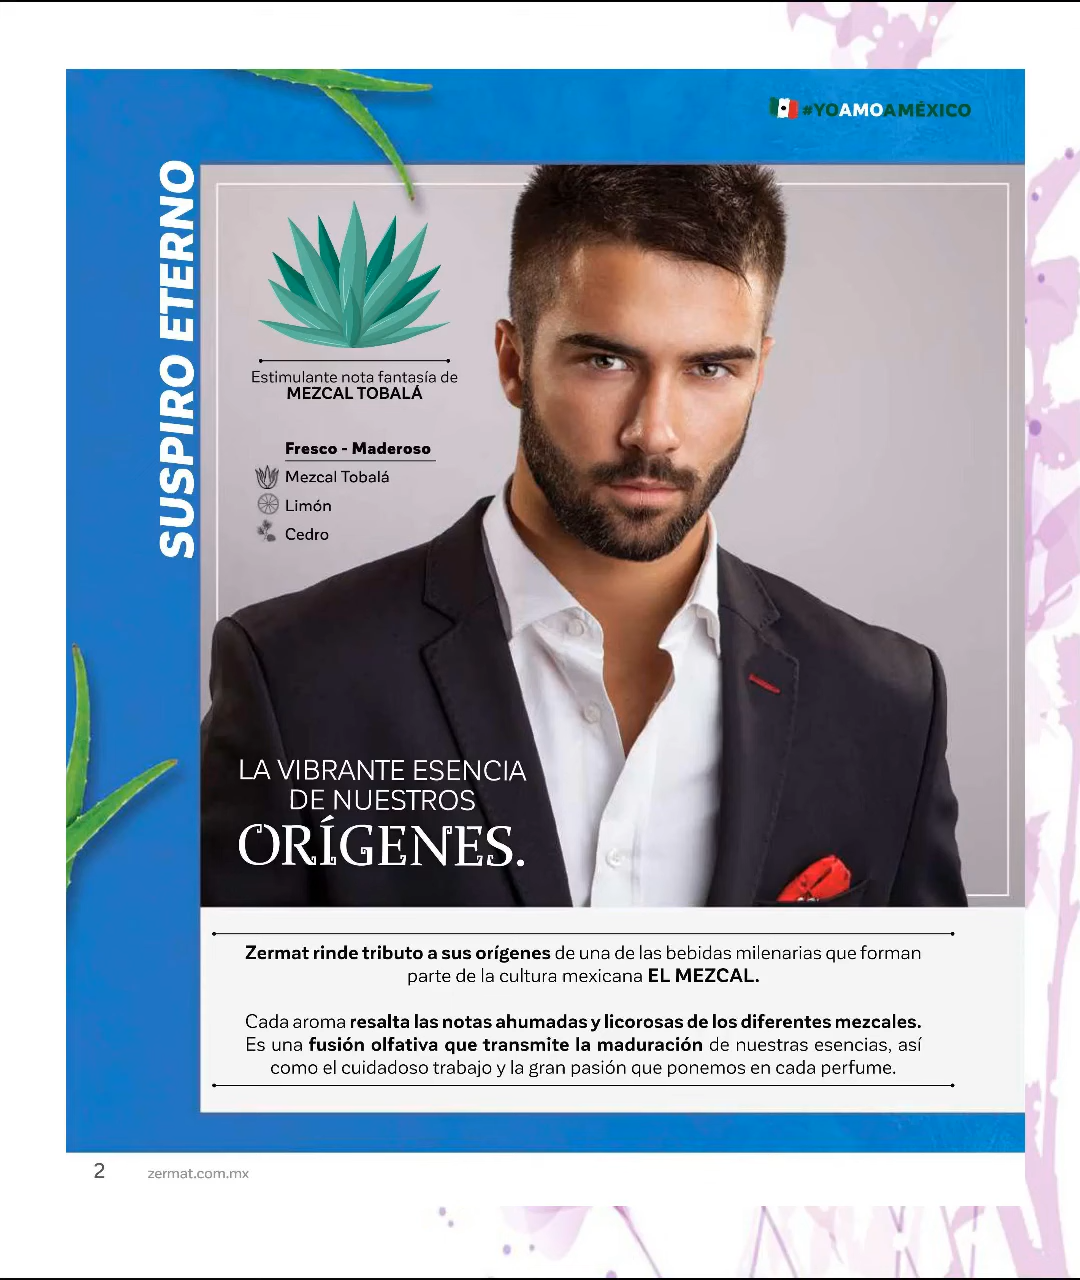 #YOAMOAMÉXICO
SUSPIRO ETERNO
Estimulante nota fantasía de
MEZCAL TOBALÁ
Fresco - Maderoso
Mezcal Tobalá
Limón
Cedro
LA VIBRANTE ESENCIA
DE NUESTROS
ORÍGENES.
Zermat rinde tributo a sus orígenes de una de las bebidas milenarias que forman
parte de la cultura mexicana EL MEZCAL.
Cada aroma resalta las notas ahumadas y licorosas de los diferentes mezcales.
Es una fusión olfativa que transmite la maduración de nuestras esencias, así
como el cuidadoso trabajo y la gran pasión que ponemos en cada perfume.
2 zermat.com.mx